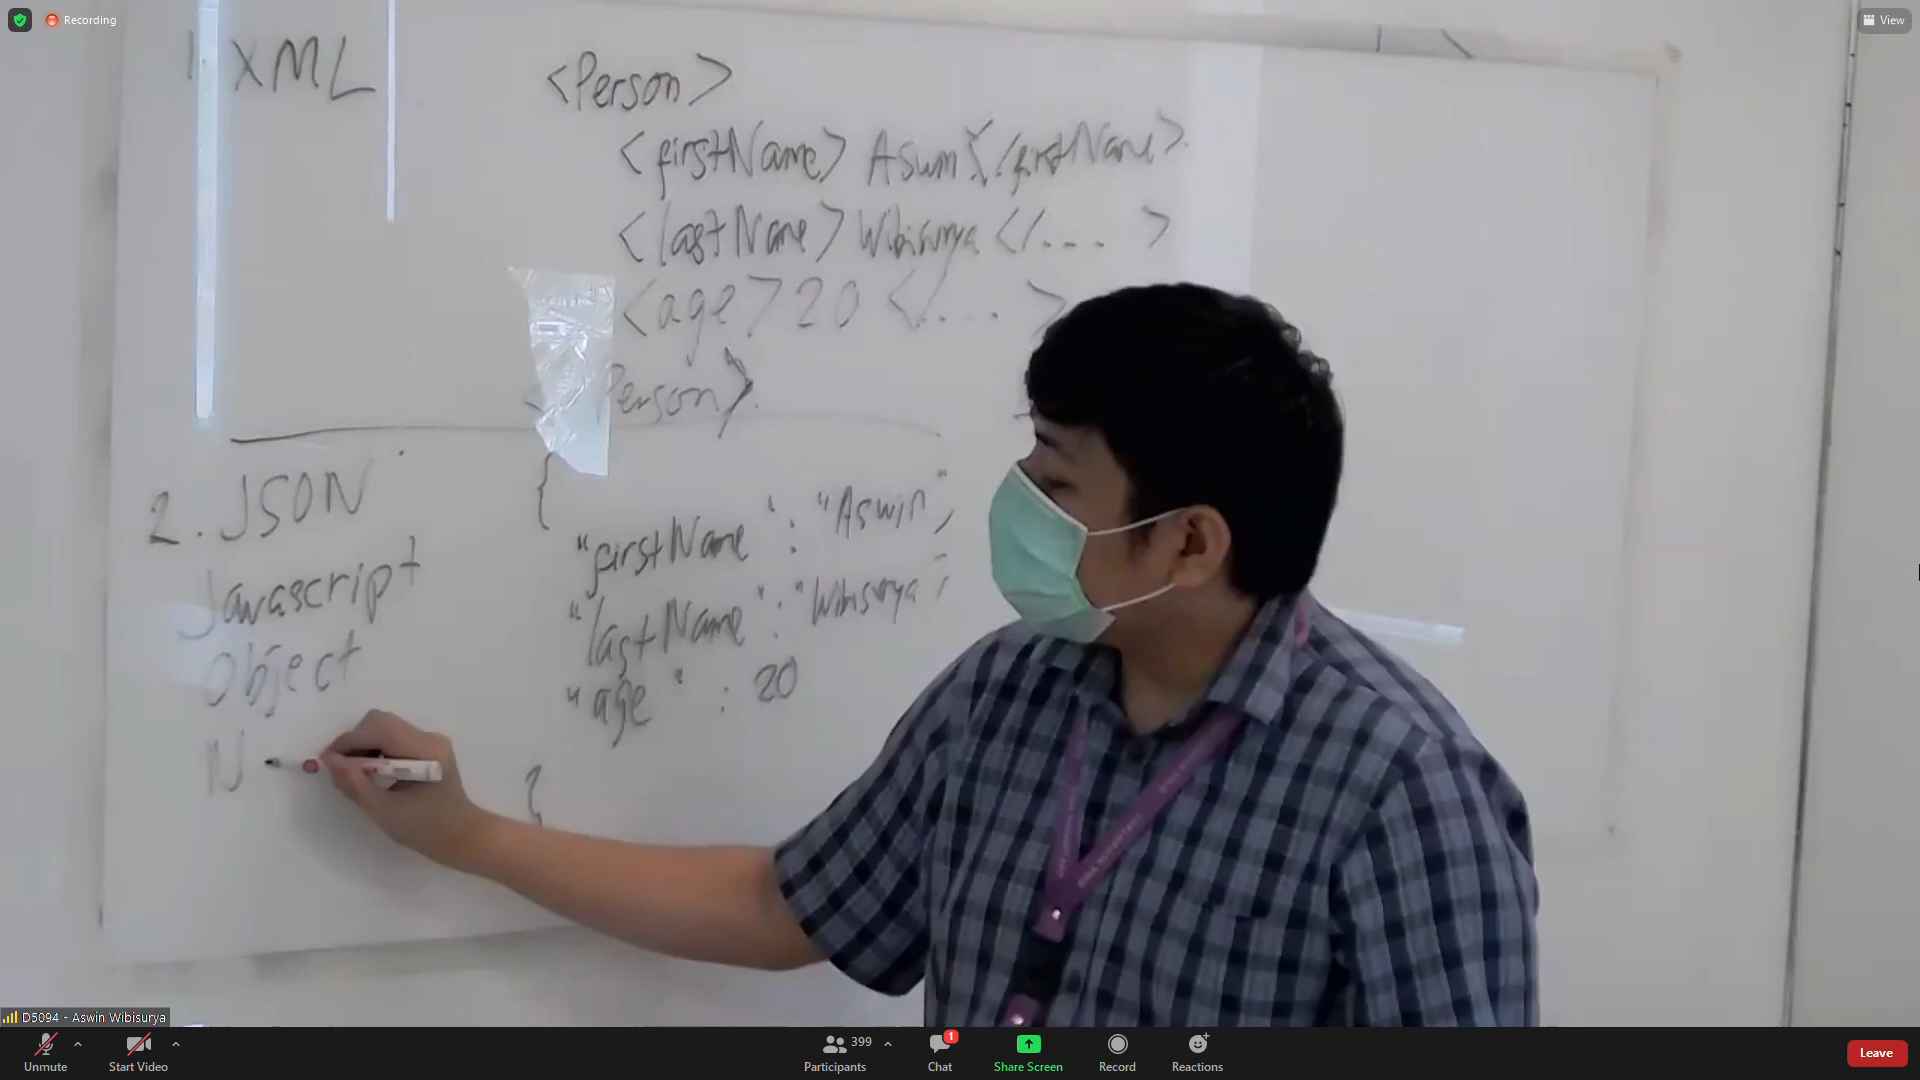 Recording
View
1. XML
<Person>
<firstName> Aswin </firstName>
<lastName> Wibisurya </.... >
<age> 20 </.... >
Person>
2. JSON
Javascript
Object
N
{
"firstName" : "Aswin",
"lastName" : "Wibisurya",
"age" : 20
}
D5094 - Aswin Wibisurya
Unmute
Start Video
399
Participants
1
Chat
Share Screen
Record
Reactions
Leave